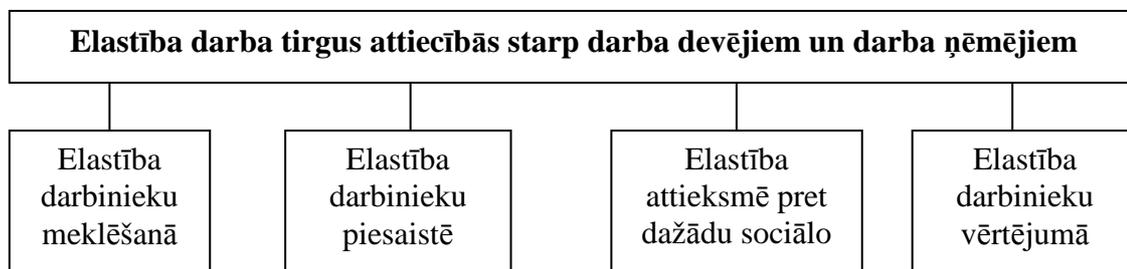 Elastība darba tirgus attiecībās starp darba devējiem un darba ņēmējiem
Elastība
darbinieku
meklēšanā
Elastība
darbinieku
piesaistē
Elastība
attieksmē pret
dažādu sociālo
Elastība
darbinieku
vērtējumā